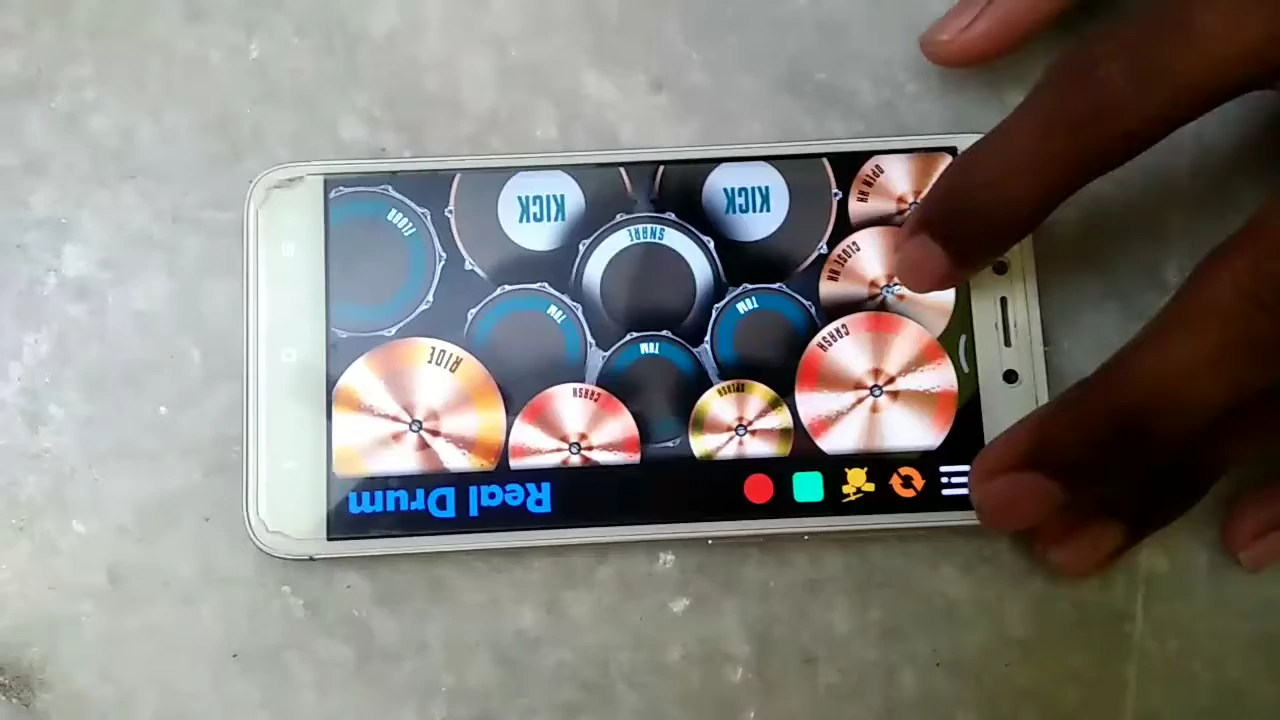 Real Drum
CRASH
SPLASH
CRASH
RIDE
TOM
TOM
TOM
CLOSE HH
SNARE
FLOOR
OPEN HH
KICK
KICK